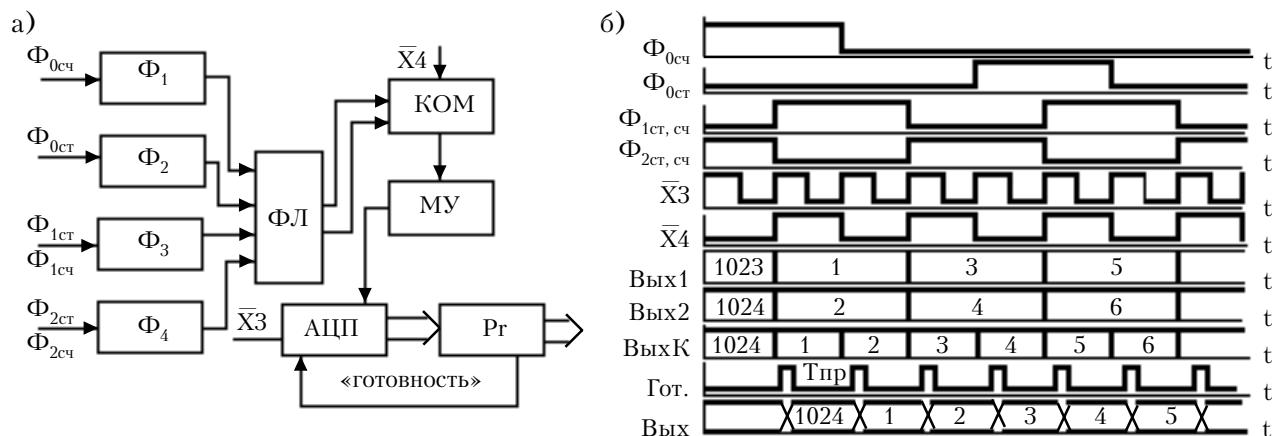 а)
Ф0сч
Ф1
Ф0ст
Ф2
Ф1ст
Ф1сч
Ф3
Ф2ст
Ф2сч
Ф4
ФЛ
X̅4
КОМ
МУ
X̅3
АЦП
Pr
«готовность»
б)
Ф0сч
t
Ф0ст
t
Ф1ст, сч
t
Ф2ст, сч
t
X̅3
t
X̅4
t
Вых1 1023 1 3 5 t
Вых2 1024 2 4 6 t
ВыхК 1024 1 2 3 4 5 6 t
Гот. Тпр t
Вых 1024 1 2 3 4 5 t